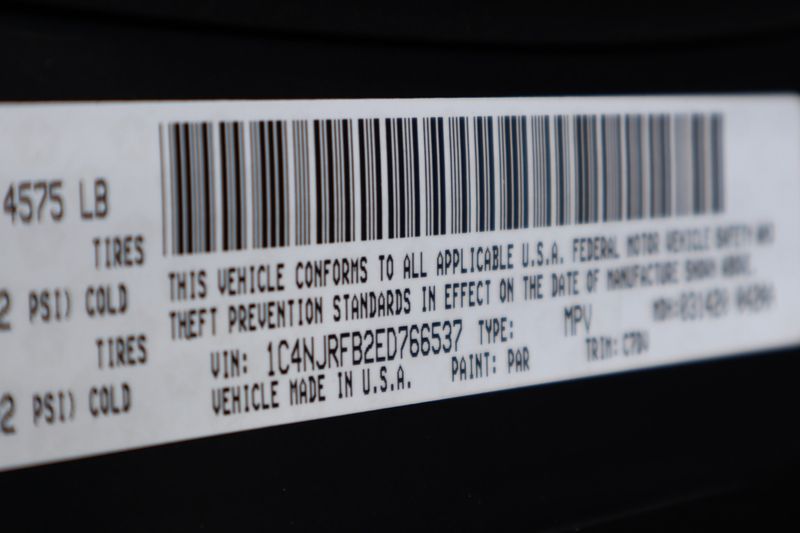 4575 LB
TIRES
2 PSI) COLD
TIRES
2 PSI) COLD
THIS VEHICLE CONFORMS TO ALL APPLICABLE U.S.A. FEDERAL MOTOR VEHICLE SAFETY AND
THEFT PREVENTION STANDARDS IN EFFECT ON THE DATE OF MANUFACTURE SHOWN ABOVE.
VIN: 1C4NJRFB2ED766537 TYPE: MPV
VEHICLE MADE IN U.S.A. PAINT: PAR TRIM: